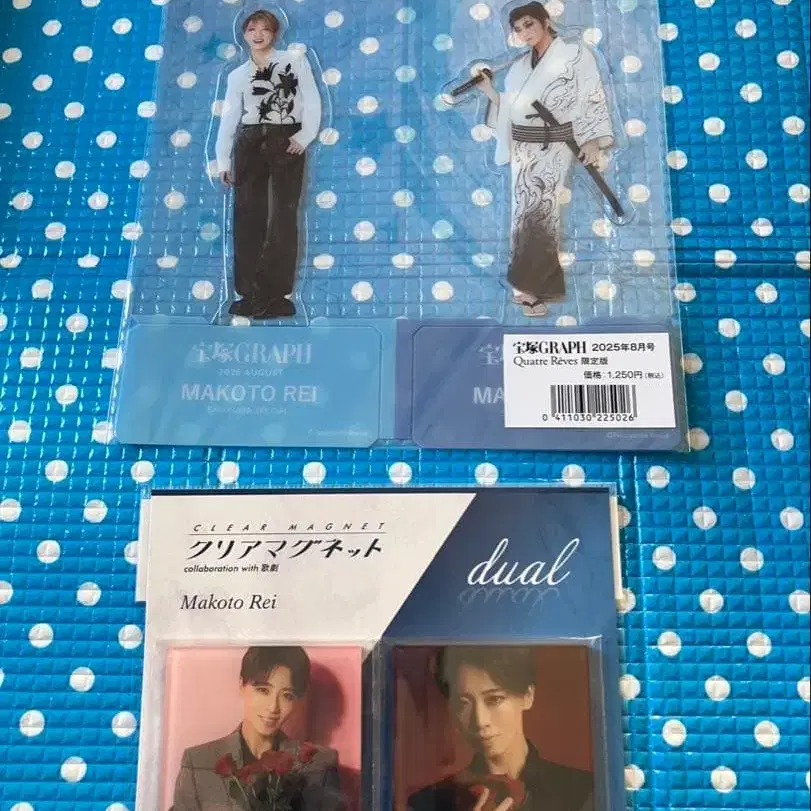 宝塚GRAPH
2025 AUGUST
MAKOTO REI
宝塚GRAPH 2025年8月号
Quatre Rêves 限定版
価格：1,250円（税込）
0 411030 225026
MA
CLEAR MAGNET
クリアマグネット
collaboration with 歌劇
dual
Makoto Rei